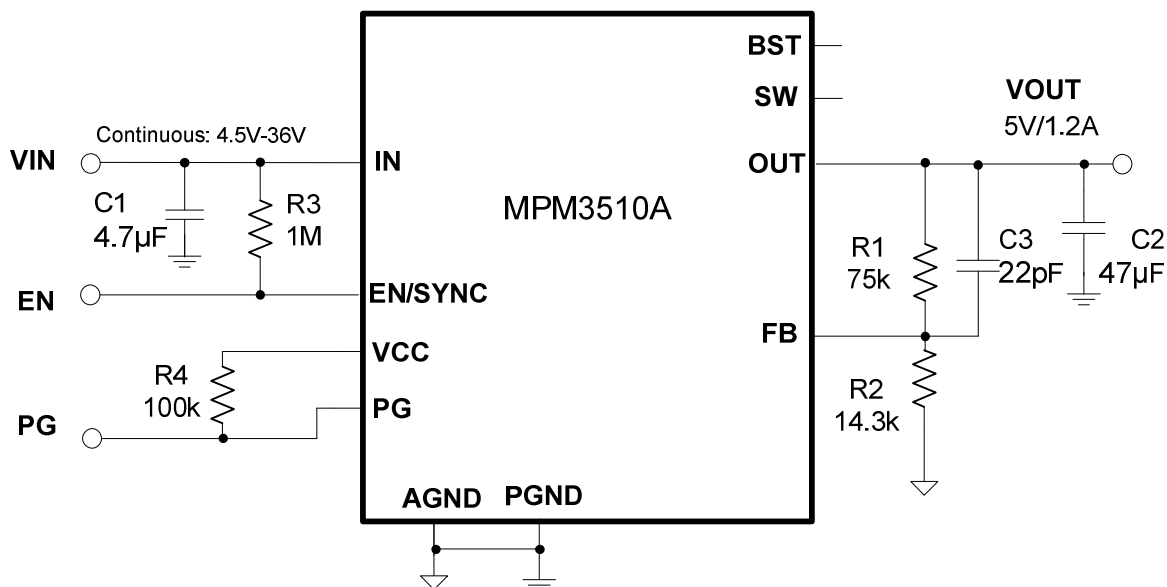 BST
SW
VOUT
5V/1.2A
Continuous: 4.5V-36V
VIN
IN
OUT
C1
4.7µF
R3
1M
MPM3510A
R1
75k
C3
22pF
C2
47µF
EN
EN/SYNC
FB
VCC
R4
100k
PG
PG
R2
14.3k
AGND
PGND